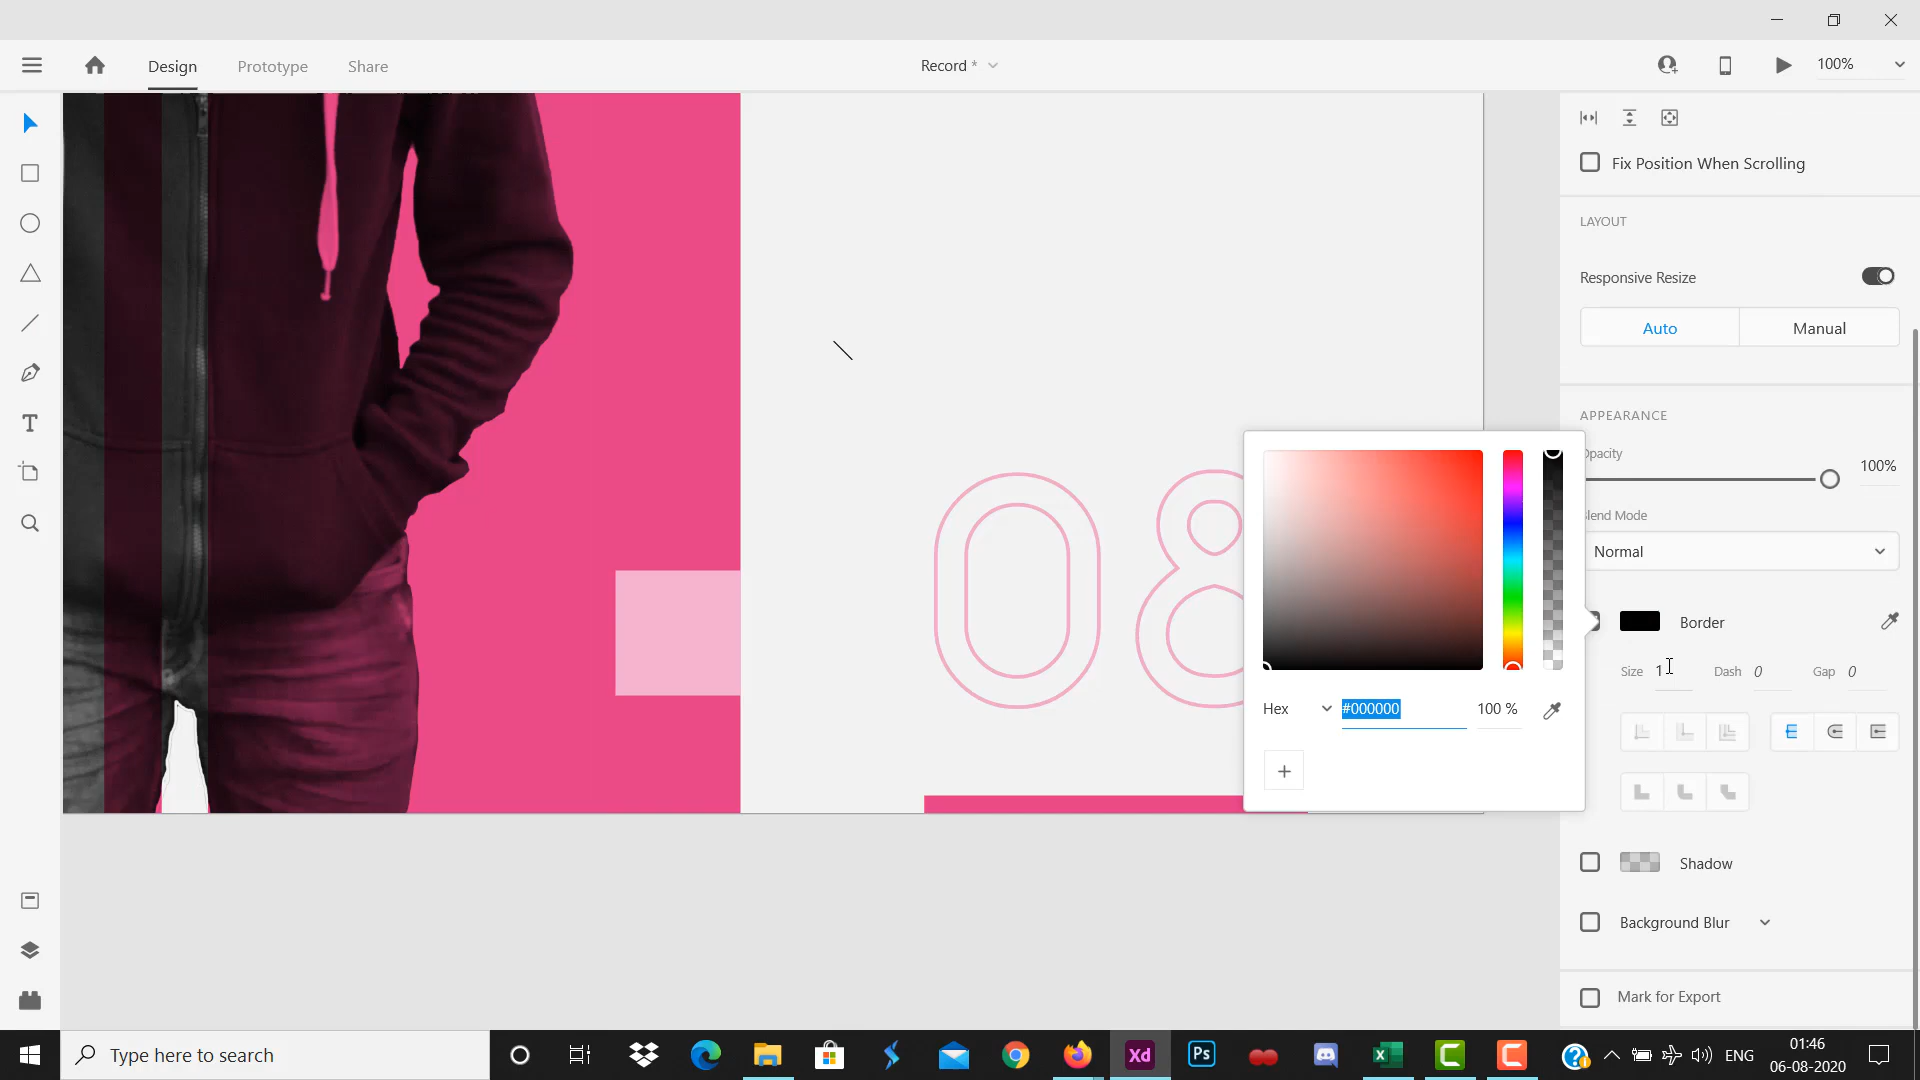 Design
Prototype
Share
Record *
100%
Fix Position When Scrolling
LAYOUT
Responsive Resize
Auto
Manual
APPEARANCE
Opacity
100%
Blend Mode
Normal
Border
Size 1
Dash 0
Gap 0
08
Hex
#000000
100 %
Shadow
Background Blur
Mark for Export
Type here to search
Xd
Ps
ENG
01:46
06-08-2020